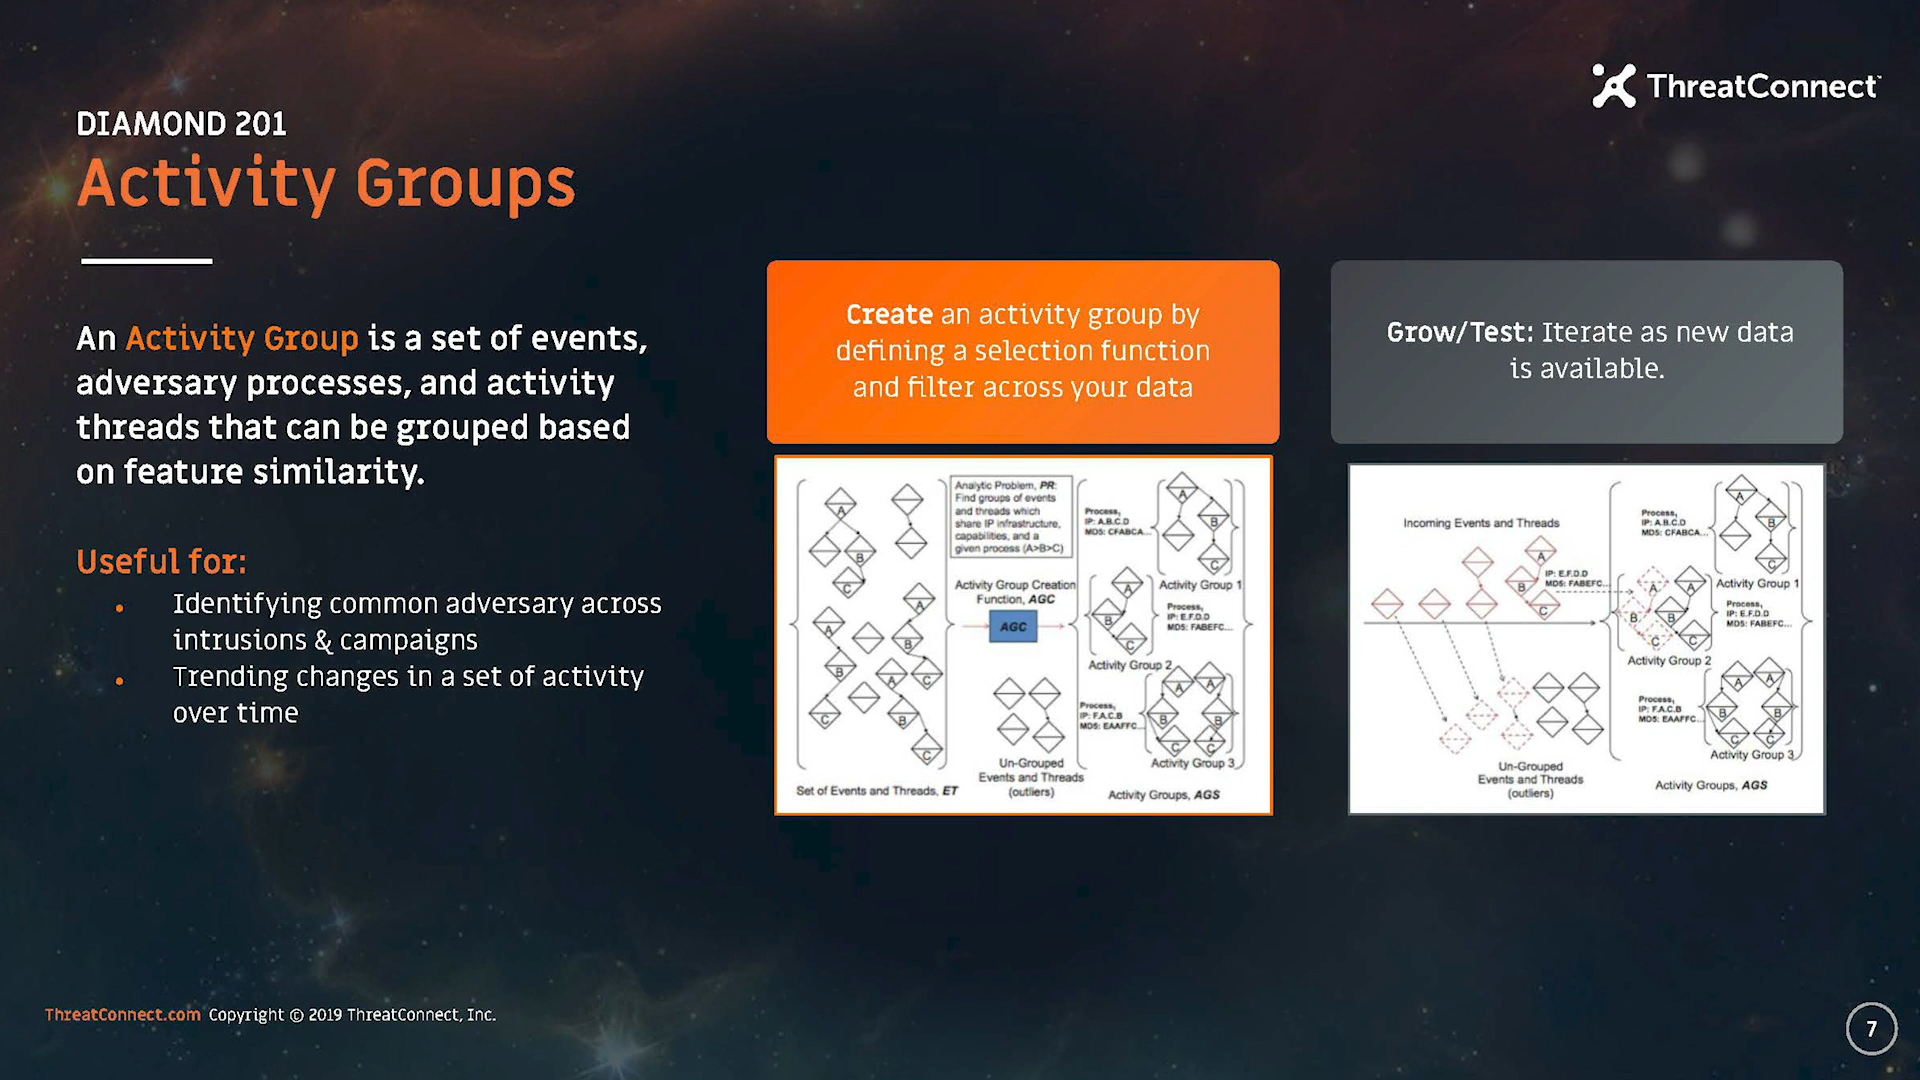 ThreatConnect™
DIAMOND 201
Activity Groups
An Activity Group is a set of events,
adversary processes, and activity
threads that can be grouped based
on feature similarity.
Useful for:
• Identifying common adversary across
intrusions & campaigns
• Trending changes in a set of activity
over time
Create an activity group by
defining a selection function
and filter across your data
Analytic Problem, PR:
Find groups of events
and threads which
share IP infrastructure,
capabilities, and a
given process (A>B>C)
Activity Group Creation
Function, AGC
AGC
A
B
C
A
B
C
A
B
C
A
B
C
Set of Events and Threads, ET
Un-Grouped
Events and Threads
(outliers)
Process,
IP: A.B.C.D
MD5: CFABCA...
A
B
C
Activity Group 1
A
B
C
Process,
IP: E.F.D.D
MD5: FABEFC...
Activity Group 2
Process,
IP: F.A.C.B
MD5: EAAFFC...
A A
B B
C C
Activity Group 3
Activity Groups, AGS
Grow/Test: Iterate as new data
is available.
Incoming Events and Threads
A
B
C
IP: E.F.D.D
MD5: FABEFC...
Un-Grouped
Events and Threads
(outliers)
Process,
IP: A.B.C.D
MD5: CFABCA...
A
B
C
Activity Group 1
A A
B B
C C
Process,
IP: E.F.D.D
MD5: FABEFC...
Activity Group 2
Process,
IP: F.A.C.B
MD5: EAAFFC...
A A
B B
C C
Activity Group 3
Activity Groups, AGS
ThreatConnect.com Copyright © 2019 ThreatConnect, Inc.
7